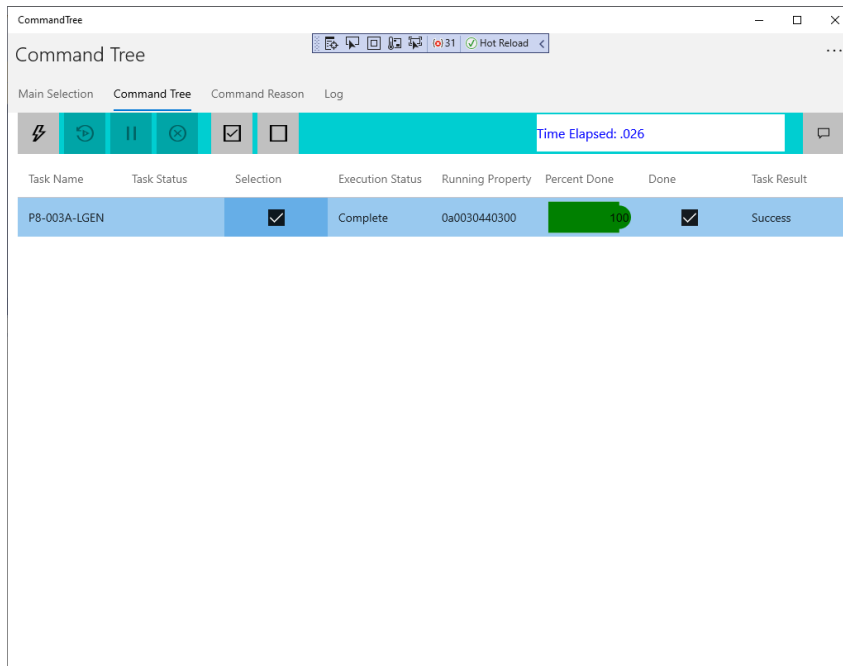 CommandTree
Command Tree
31 Hot Reload
Main Selection Command Tree Command Reason Log
Time Elapsed: .026
Task Name Task Status Selection Execution Status Running Property Percent Done Done Task Result
P8-003A-LGEN Complete 0a0030440300 100 Success